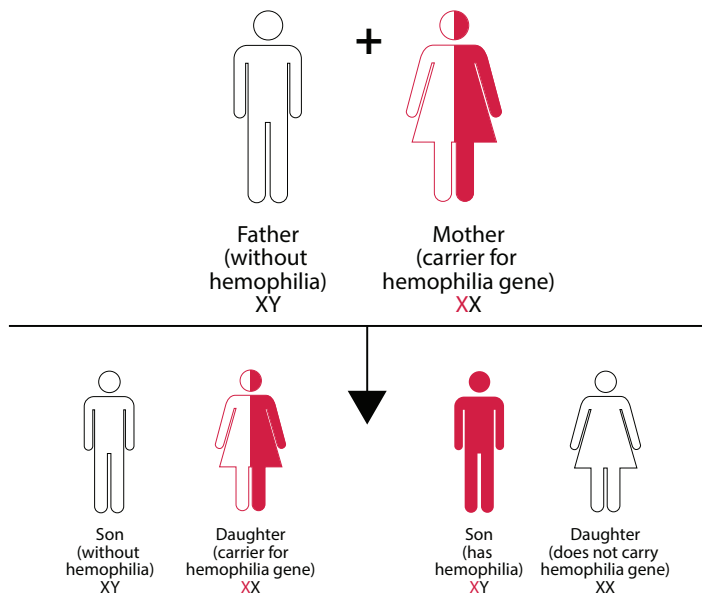 +
Father
(without
hemophilia)
XY
Mother
(carrier for
hemophilia gene)
XX
Son
(without
hemophilia)
XY
Daughter
(carrier for
hemophilia gene)
XX
Son
(has
hemophilia)
XY
Daughter
(does not carry
hemophilia gene)
XX